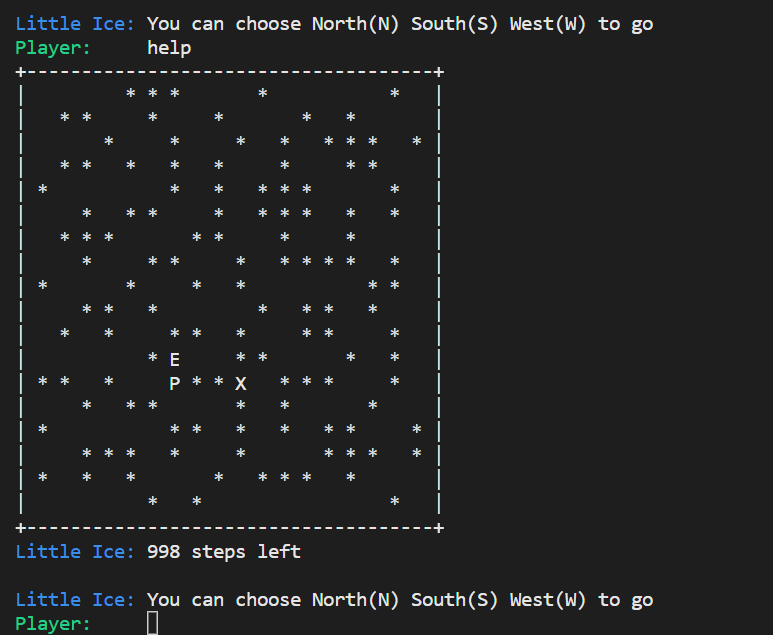 Little Ice: You can choose North(N) South(S) West(W) to go
Player:     help
+-------------------------------------+
|         * * *       *           *   |
|   * *     *     *       *   *       |
|       *     *     *   *   * * *   * |
|   * *   *   *   *     *     * *     |
| *           *   *   * * *       *   |
|     *   * *     *   * * *   *   *   |
|   * * *       * *     *     *       |
|     *     * *     *   * * * *   *   |
| *       *     *   *           * *   |
|     * *   *         *   * *   *     |
|   *   *     * *   *     * *     *   |
|           * E     * *       *   *   |
| * *   *     P * * X   * * *     *   |
|     *   * *       *   *       *     |
| *           * *   *   *   * *     * |
|     * * *   *     *       * * *   * |
| *   *   *       *   * * *   *       |
|           *   *                 *   |
+-------------------------------------+
Little Ice: 998 steps left
Little Ice: You can choose North(N) South(S) West(W) to go
Player: